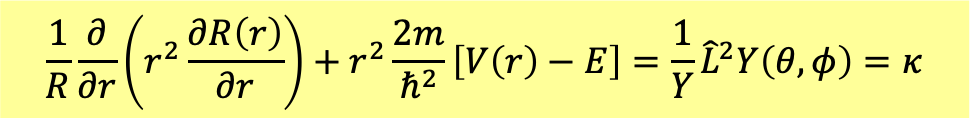 1/R ∂/∂r (r² ∂R(r)/∂r) + r² 2m/ℏ² [V(r) − E] = 1/Y L̂²Y(θ, ϕ) = κ